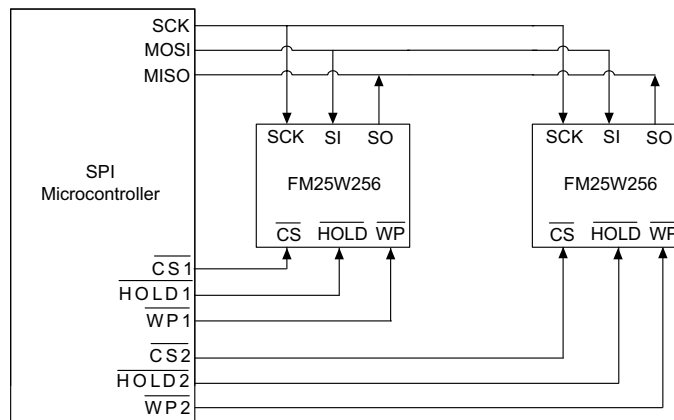 SCK
MOSI
MISO
SCK SI SO
SCK SI SO
FM25W256
FM25W256
SPI
Microcontroller
CS HOLD WP
CS HOLD WP
CS1
HOLD1
WP1
CS2
HOLD2
WP2